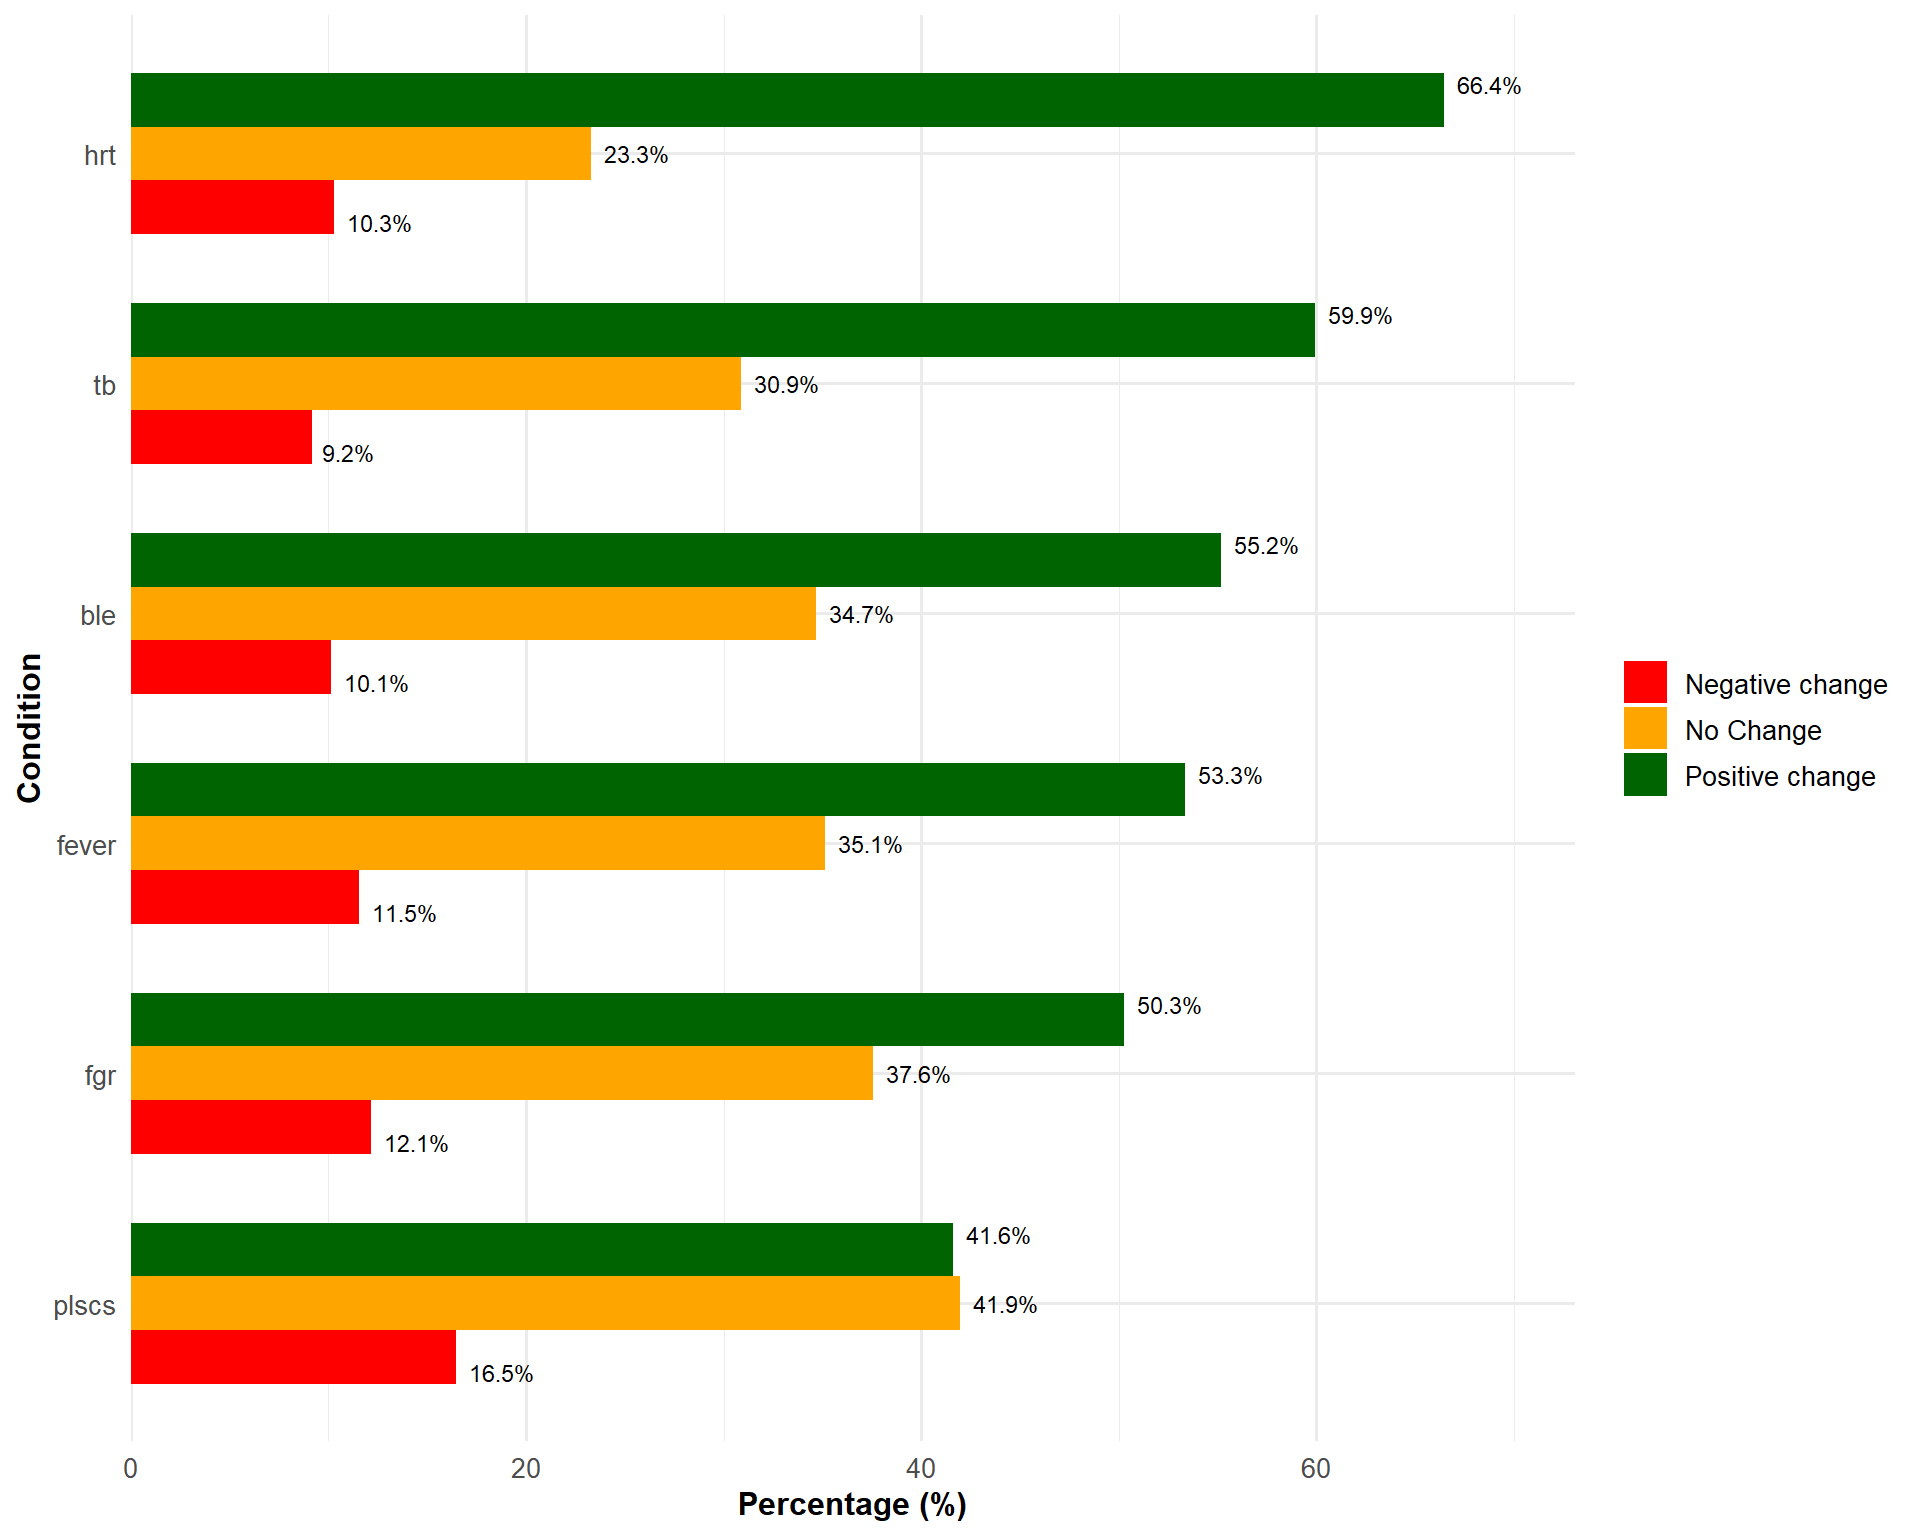 66.4%
hrt
23.3%
10.3%
59.9%
tb
30.9%
9.2%
55.2%
ble
34.7%
10.1%
Condition
Negative change
No Change
Positive change
53.3%
fever
35.1%
11.5%
50.3%
fgr
37.6%
12.1%
41.6%
plscs
41.9%
16.5%
0 20 40 60
Percentage (%)